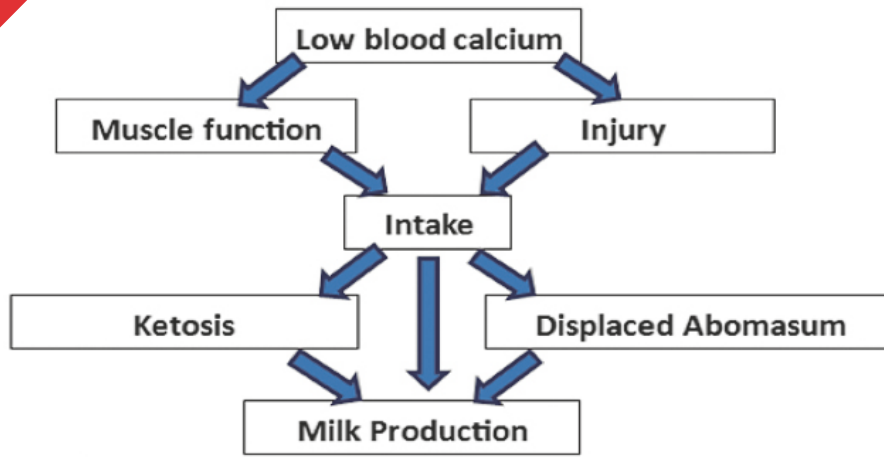 Low blood calcium
Muscle function
Injury
Intake
Ketosis
Displaced Abomasum
Milk Production